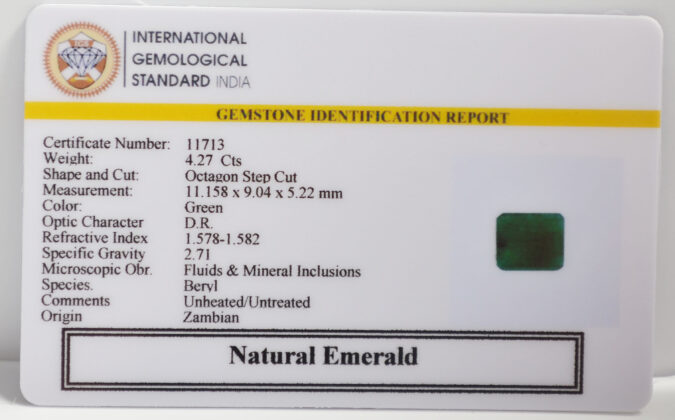 IGS
INTERNATIONAL
GEMOLOGICAL
STANDARD INDIA
GEMSTONE IDENTIFICATION REPORT
Certificate Number: 11713
Weight: 4.27 Cts
Shape and Cut: Octagon Step Cut
Measurement: 11.158 x 9.04 x 5.22 mm
Color: Green
Optic Character D.R.
Refractive Index 1.578-1.582
Specific Gravity 2.71
Microscopic Obr. Fluids & Mineral Inclusions
Species. Beryl
Comments Unheated/Untreated
Origin Zambian
Natural Emerald